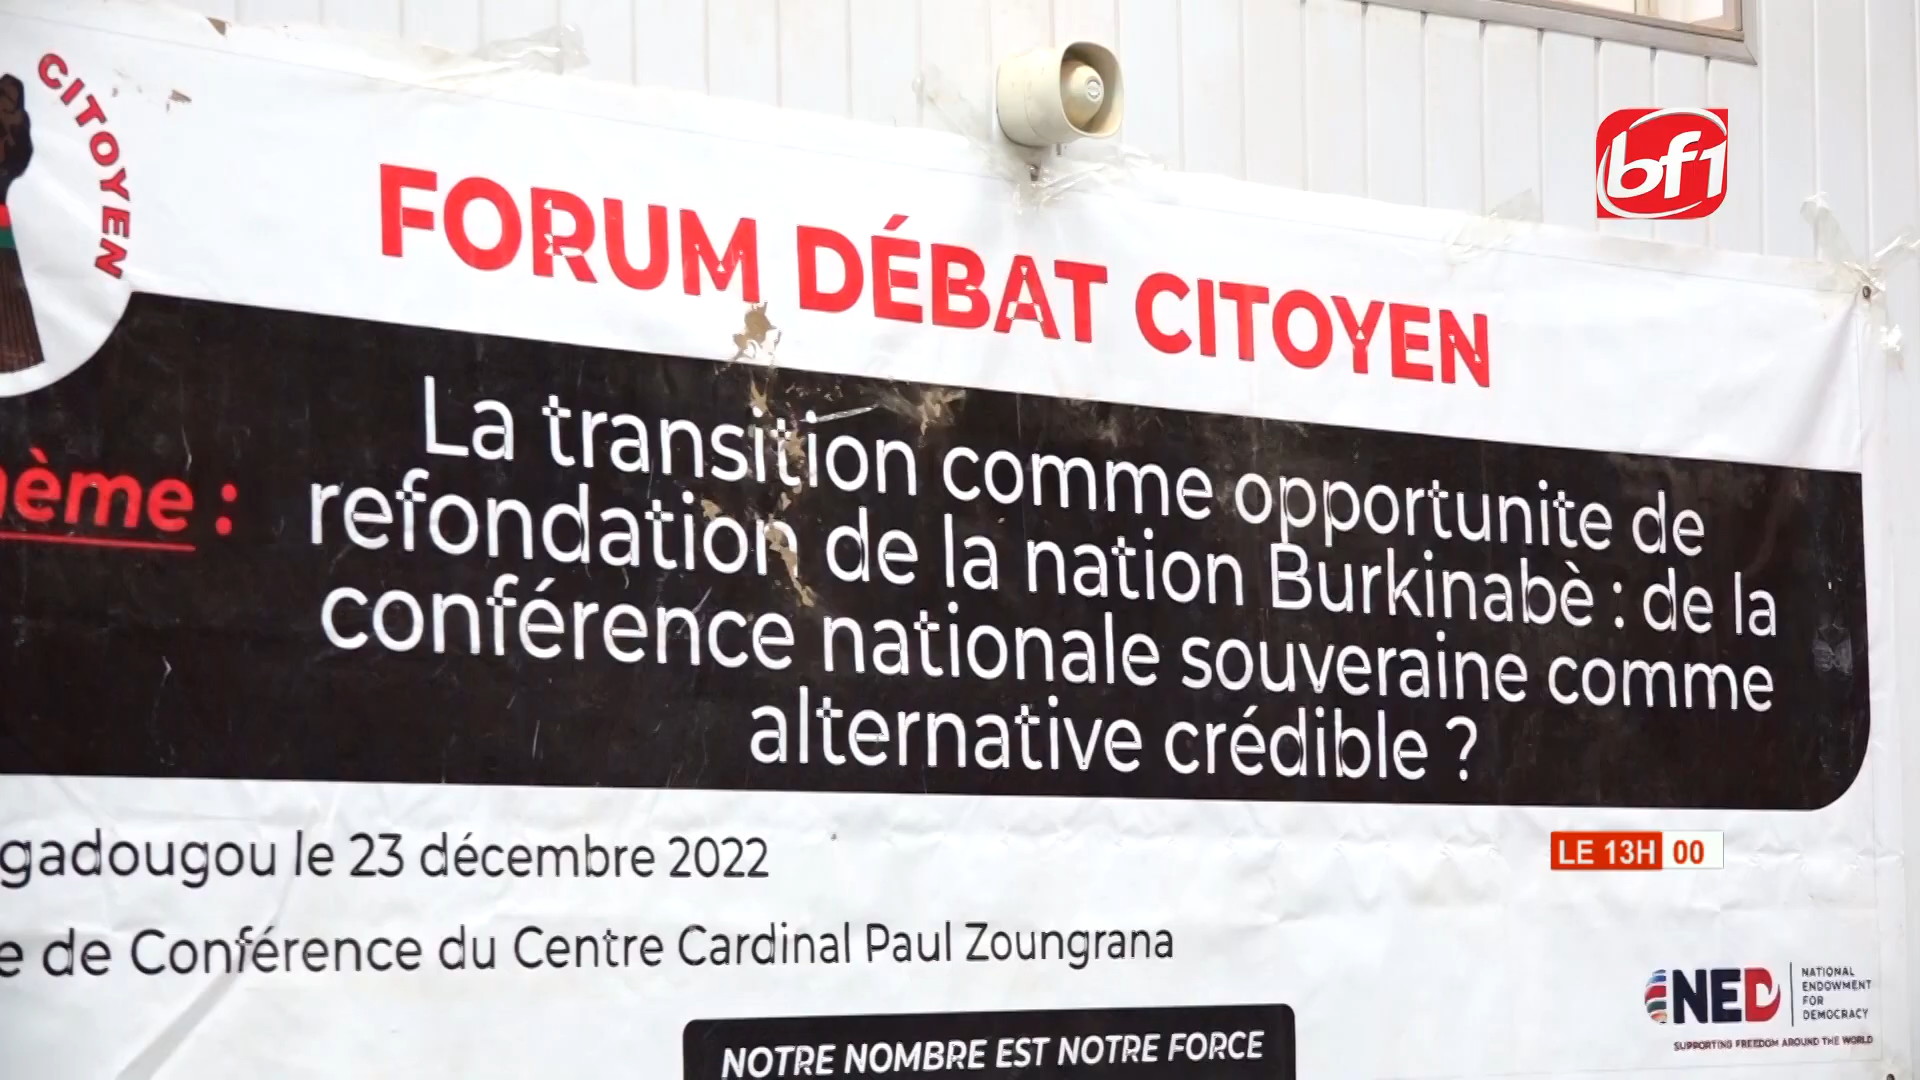 CITOYEN
bf1
FORUM DÉBAT CITOYEN
La transition comme opportunite de
refondation de la nation Burkinabè : de la
conférence nationale souveraine comme
alternative crédible ?
le 23 décembre 2022
LE 13H 00
de Conférence du Centre Cardinal Paul Zoungrana
NED
NATIONAL
ENDOWMENT
FOR
DEMOCRACY
SUPPORTING FREEDOM AROUND THE WORLD
NOTRE NOMBRE EST NOTRE FORCE